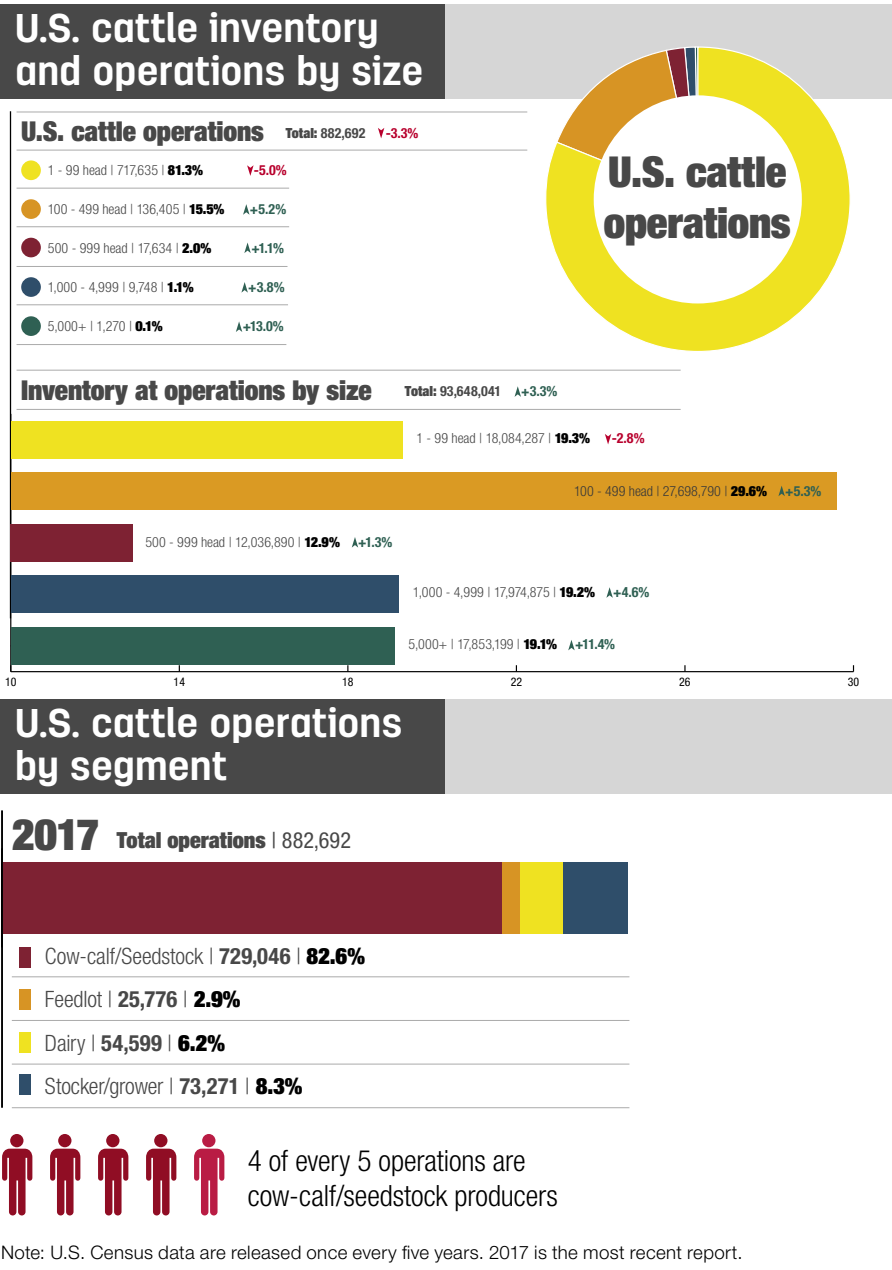 U.S. cattle inventory
and operations by size
U.S. cattle operations Total: 882,692 -3.3%
1 - 99 head | 717,635 | 81.3% -5.0%
100 - 499 head | 136,405 | 15.5% +5.2%
500 - 999 head | 17,634 | 2.0% +1.1%
1,000 - 4,999 | 9,748 | 1.1% +3.8%
5,000+ | 1,270 | 0.1% +13.0%
U.S. cattle
operations
Inventory at operations by size Total: 93,648,041 +3.3%
1 - 99 head | 18,084,287 | 19.3% -2.8%
100 - 499 head | 27,698,790 | 29.6% +5.3%
500 - 999 head | 12,036,890 | 12.9% +1.3%
1,000 - 4,999 | 17,974,875 | 19.2% +4.6%
5,000+ | 17,853,199 | 19.1% +11.4%
10 14 18 22 26 30
U.S. cattle operations
by segment
2017 Total operations | 882,692
Cow-calf/Seedstock | 729,046 | 82.6%
Feedlot | 25,776 | 2.9%
Dairy | 54,599 | 6.2%
Stocker/grower | 73,271 | 8.3%
4 of every 5 operations are
cow-calf/seedstock producers
Note: U.S. Census data are released once every five years. 2017 is the most recent report.